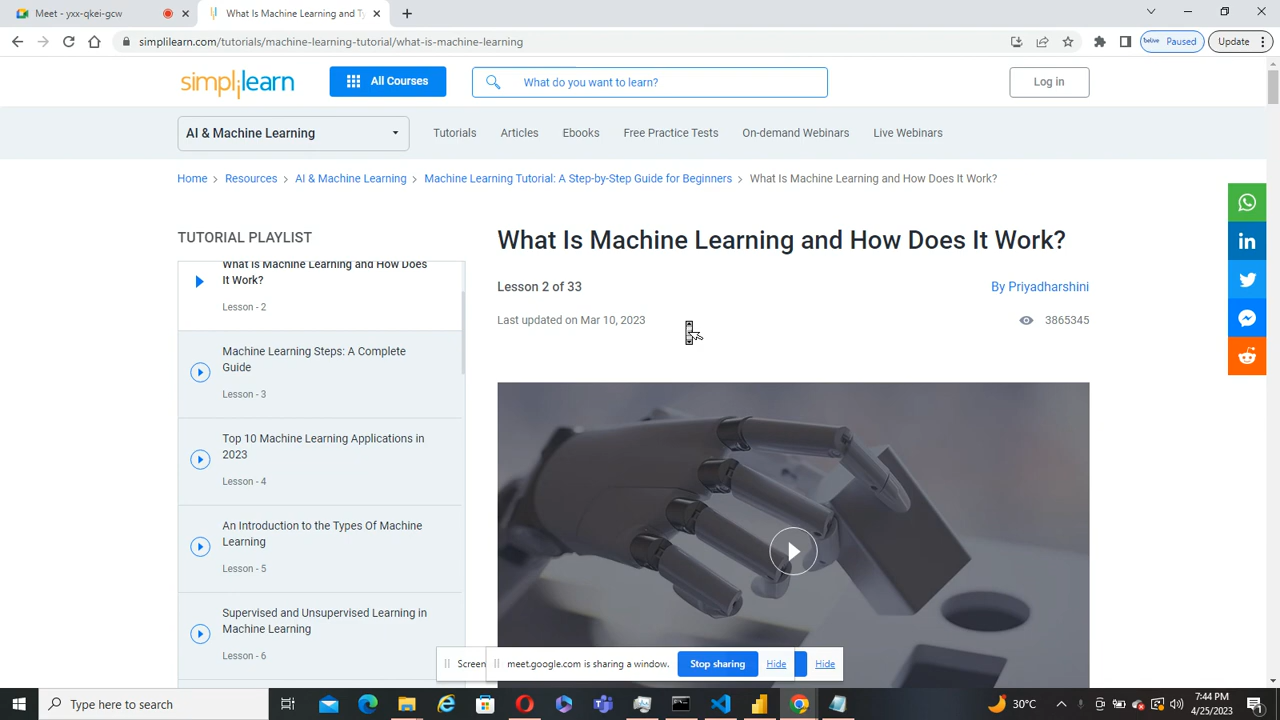 Meet - yxx-qkei-gcw
What Is Machine Learning and Ty
simplilearn.com/tutorials/machine-learning-tutorial/what-is-machine-learning
Paused
Update
simplilearn
All Courses
What do you want to learn?
Log in
AI & Machine Learning
Tutorials
Articles
Ebooks
Free Practice Tests
On-demand Webinars
Live Webinars
Home > Resources > AI & Machine Learning > Machine Learning Tutorial: A Step-by-Step Guide for Beginners > What Is Machine Learning and How Does It Work?
TUTORIAL PLAYLIST
What Is Machine Learning and How Does
It Work?
Lesson - 2
Machine Learning Steps: A Complete
Guide
Lesson - 3
Top 10 Machine Learning Applications in
2023
Lesson - 4
An Introduction to the Types Of Machine
Learning
Lesson - 5
Supervised and Unsupervised Learning in
Machine Learning
Lesson - 6
What Is Machine Learning and How Does It Work?
Lesson 2 of 33
By Priyadharshini
Last updated on Mar 10, 2023
3865345
Screen
meet.google.com is sharing a window.
Stop sharing
Hide
Hide
Type here to search
30°C
7:44 PM
4/25/2023